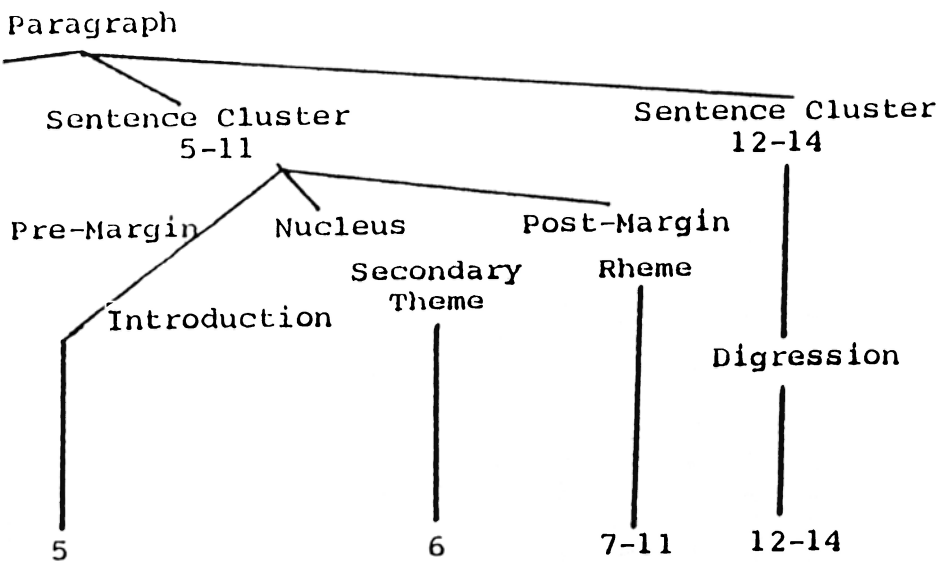 Paragraph
Sentence Cluster
5-11
Sentence Cluster
12-14
Pre-Margin
Nucleus
Post-Margin
Introduction
Secondary
Theme
Rheme
Digression
5
6
7-11
12-14